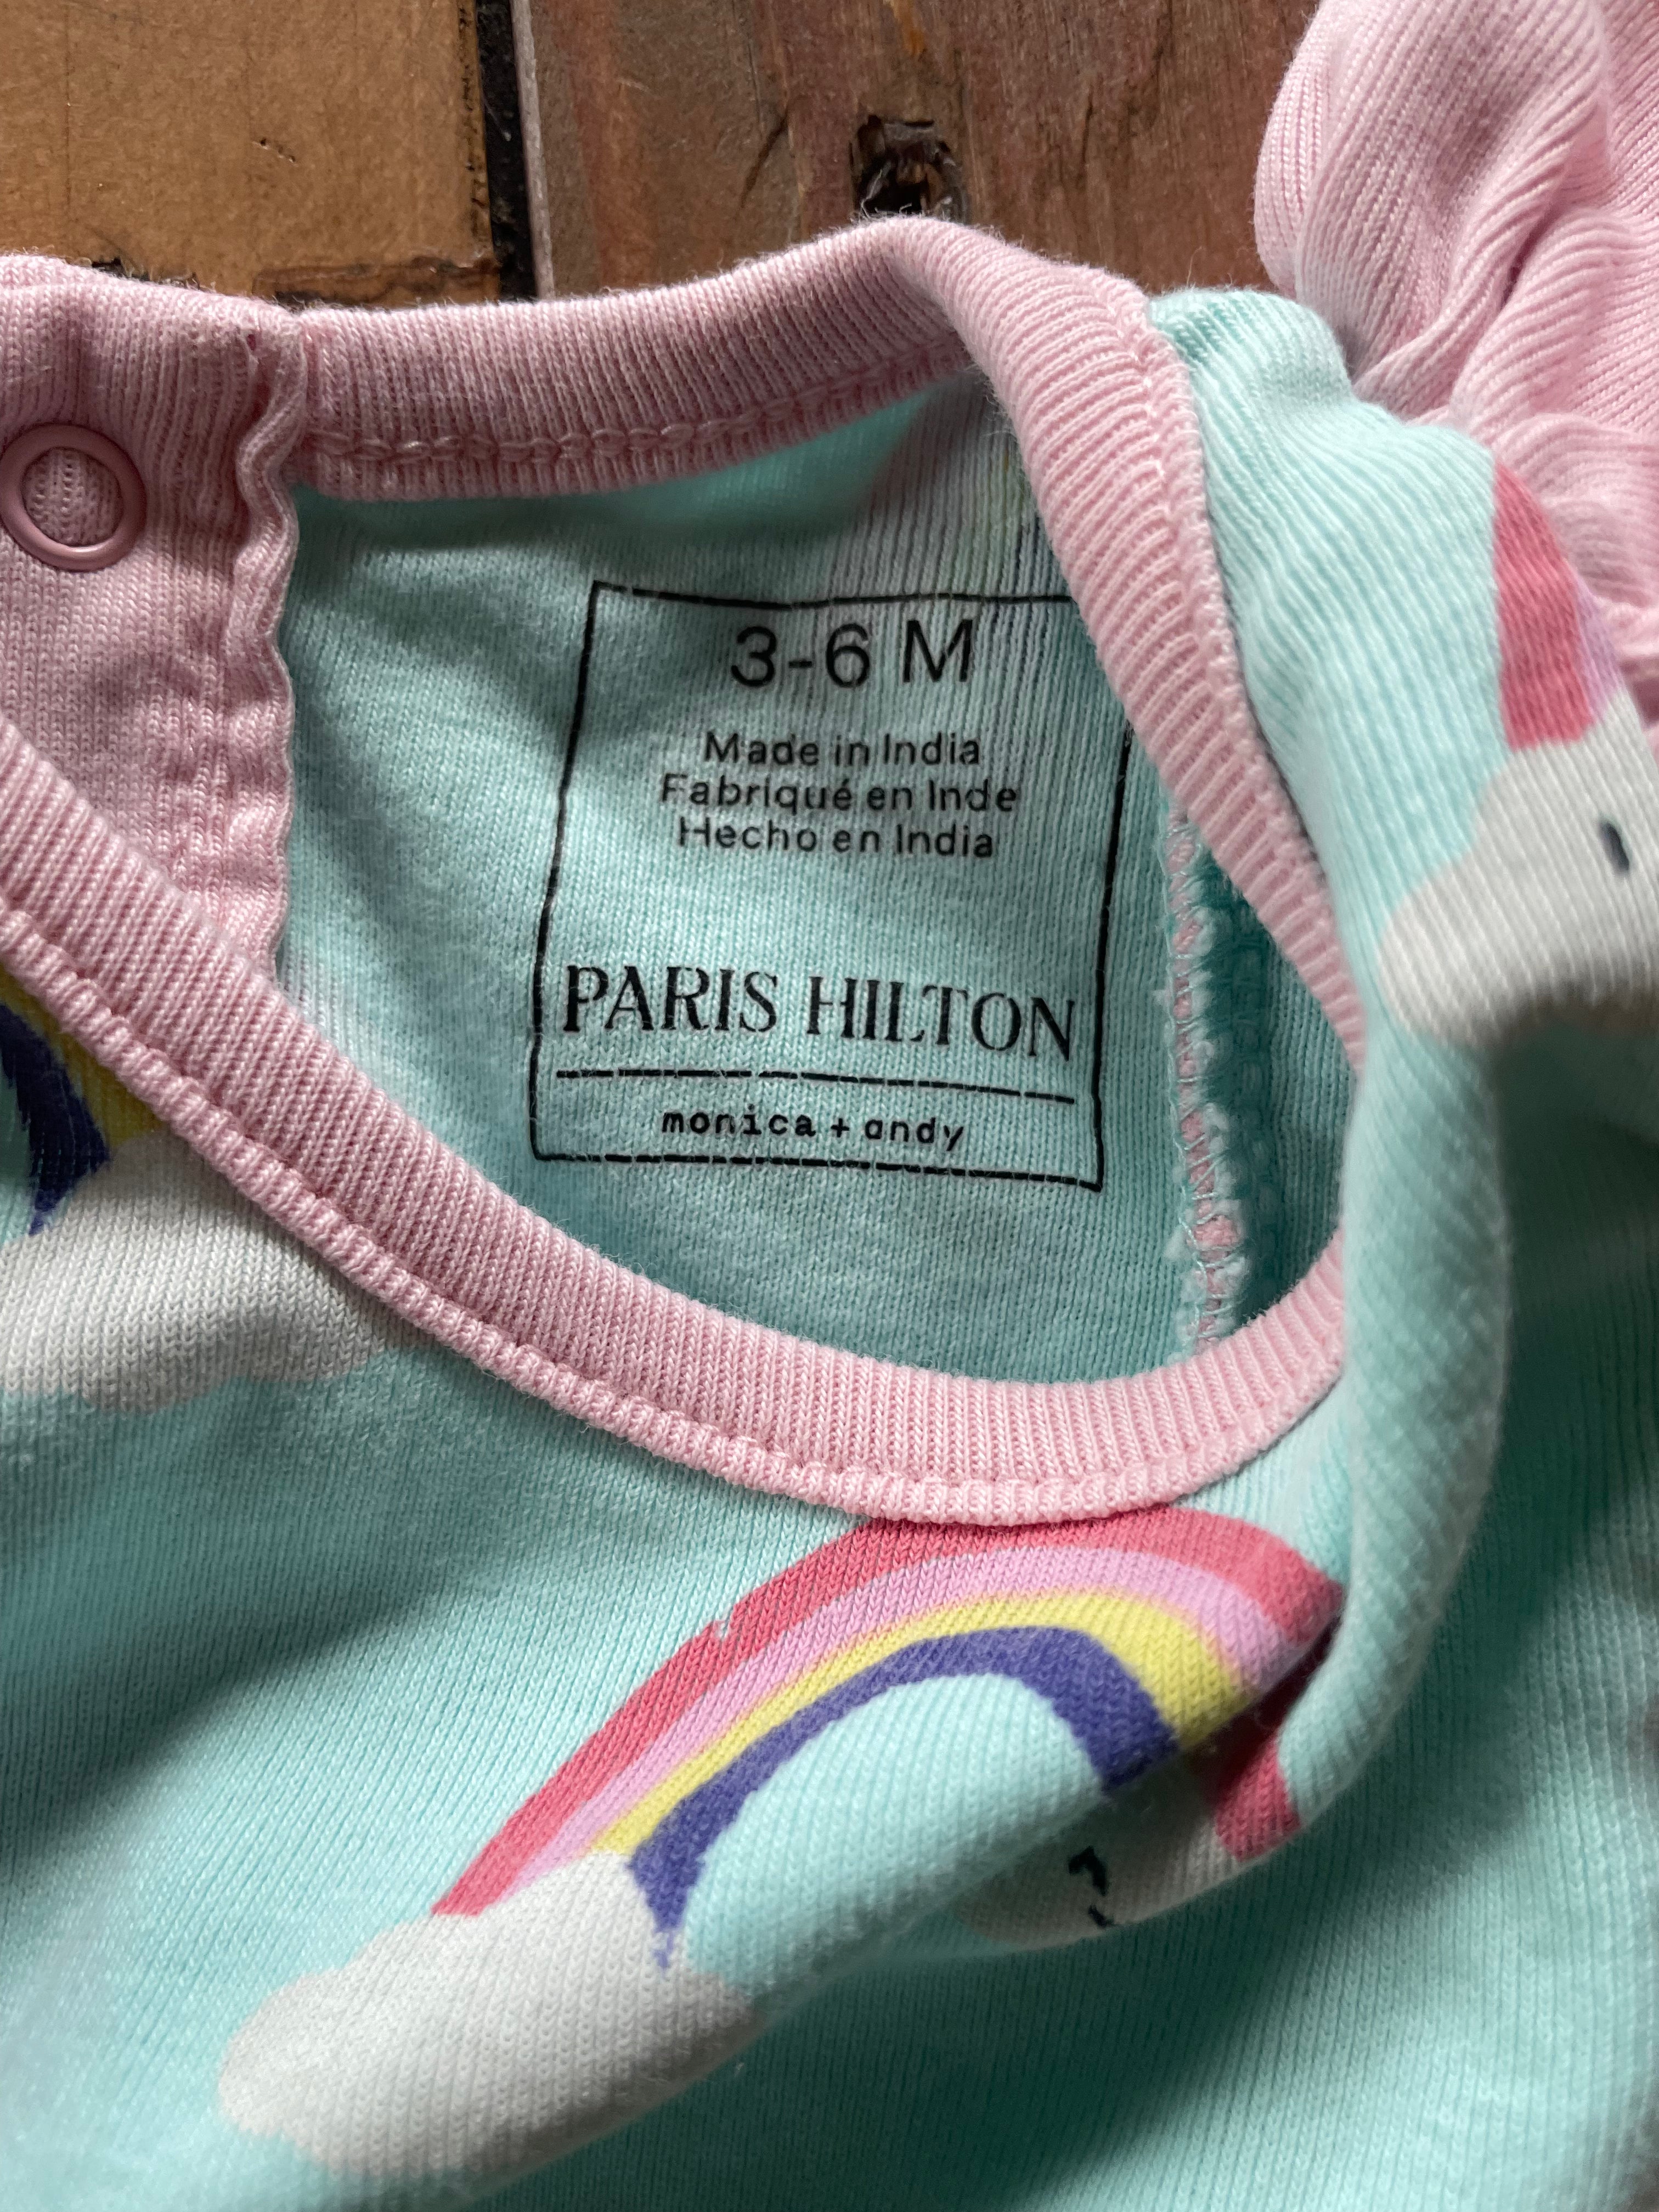 3-6 M
Made in India
Fabriqué en Inde
Hecho en India
PARIS HILTON
monica + andy